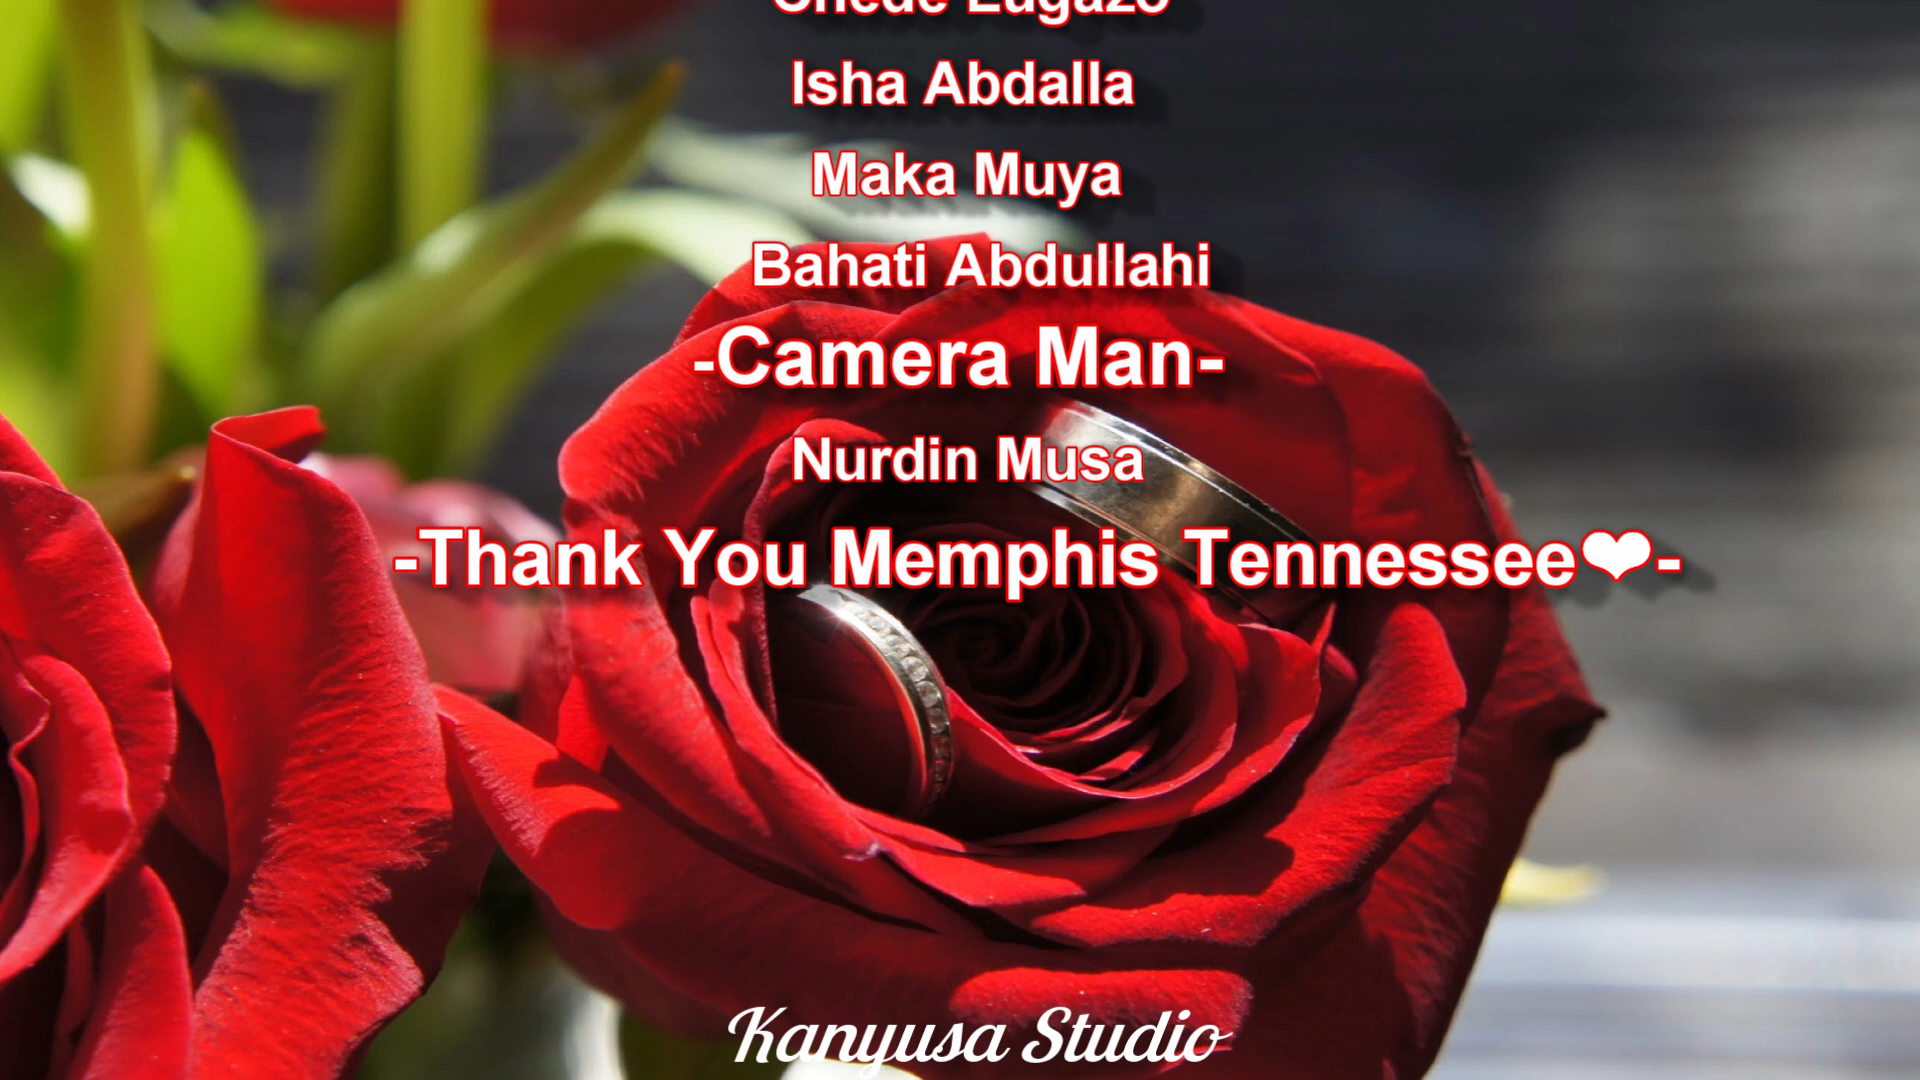 Isha Abdalla
Maka Muya
Bahati Abdullahi
-Camera Man-
Nurdin Musa
-Thank You Memphis Tennessee❤-
Kanyusa Studio